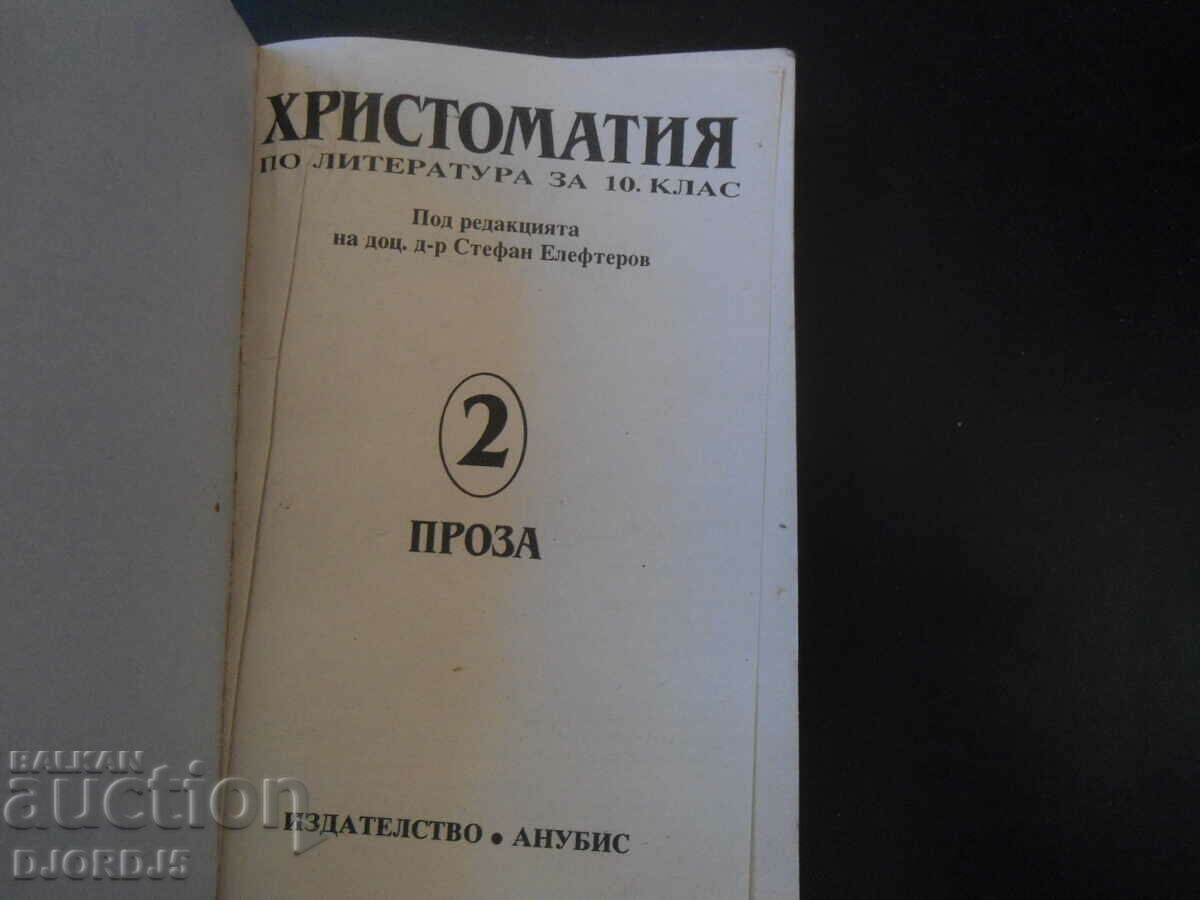 ХРИСТОМАТИЯ
ПО ЛИТЕРАТУРА ЗА 10. КЛАС
Под редакцията
на доц. д-р Стефан Елефтеров
2
ПРОЗА
ИЗДАТЕЛСТВО • АНУБИС
BALKAN
auction
DJORDJ5